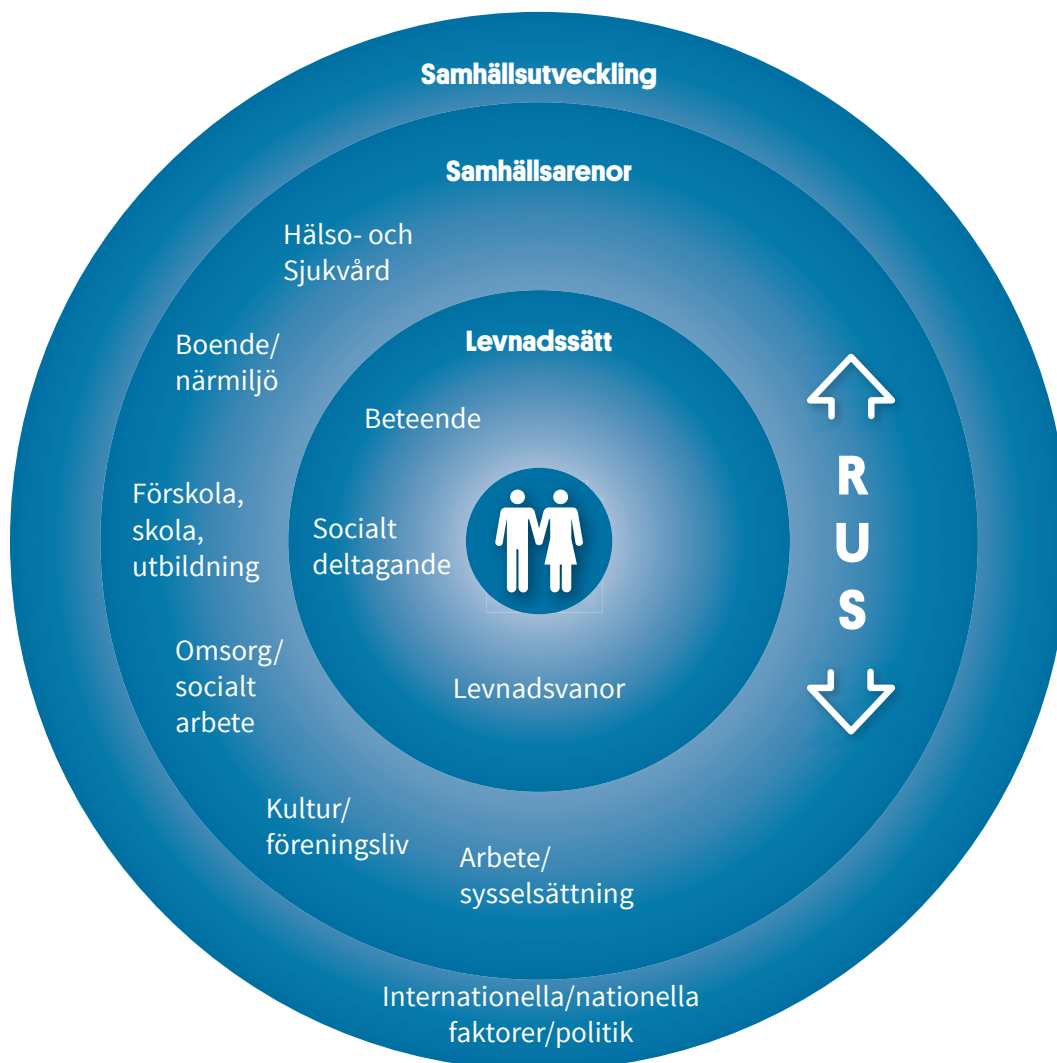 Samhällsutveckling
Samhällsarenor
Hälso- och
Sjukvård
Boende/
närmiljö
Förskola,
skola,
utbildning
Omsorg/
socialt
arbete
Kultur/
föreningsliv
Arbete/
sysselsättning
Levnadssätt
Beteende
Socialt
deltagande
Levnadsvanor
R
U
S
Internationella/nationella
faktorer/politik